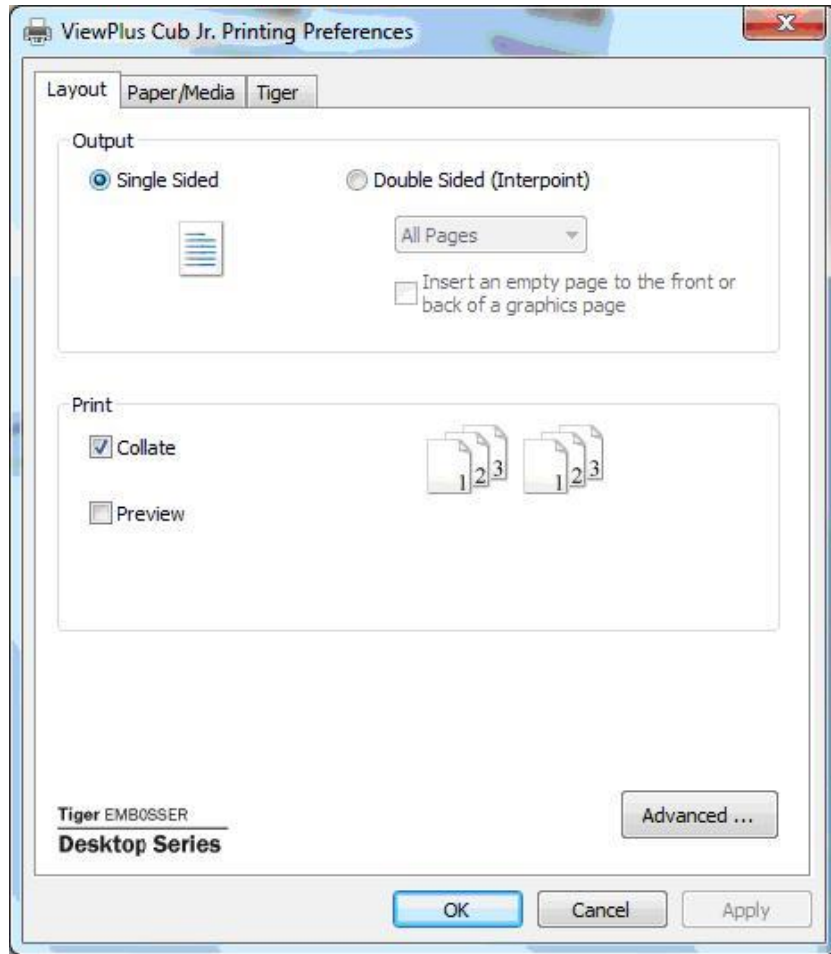 ViewPlus Cub Jr. Printing Preferences
X
Layout Paper/Media Tiger
Output
Single Sided Double Sided (Interpoint)
All Pages
Insert an empty page to the front or
back of a graphics page
Print
Collate
1 2 3 1 2 3
Preview
Tiger EMBOSSER
Desktop Series
Advanced ...
OK Cancel Apply